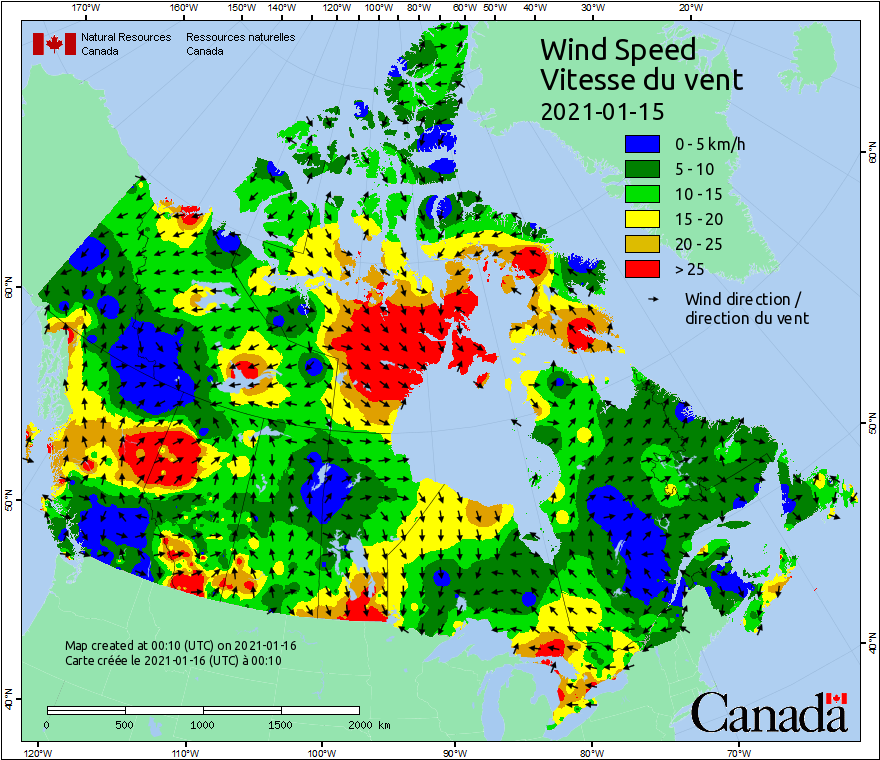 170°W 160°W 150°W 140°W 120°W 100°W 80°W 60°W 50°W 40°W 30°W 20°W
Natural Resources
Canada
Ressources naturelles
Canada
Wind Speed
Vitesse du vent
2021-01-15
0 - 5 km/h
5 - 10
10 - 15
15 - 20
20 - 25
> 25
Wind direction /
direction du vent
60°N
60°N
50°N
50°N
40°N
40°N
Map created at 00:10 (UTC) on 2021-01-16
Carte créée le 2021-01-16 (UTC) à 00:10
0 500 1000 1500 2000 km
Canada
120°W 110°W 100°W 90°W 80°W 70°W